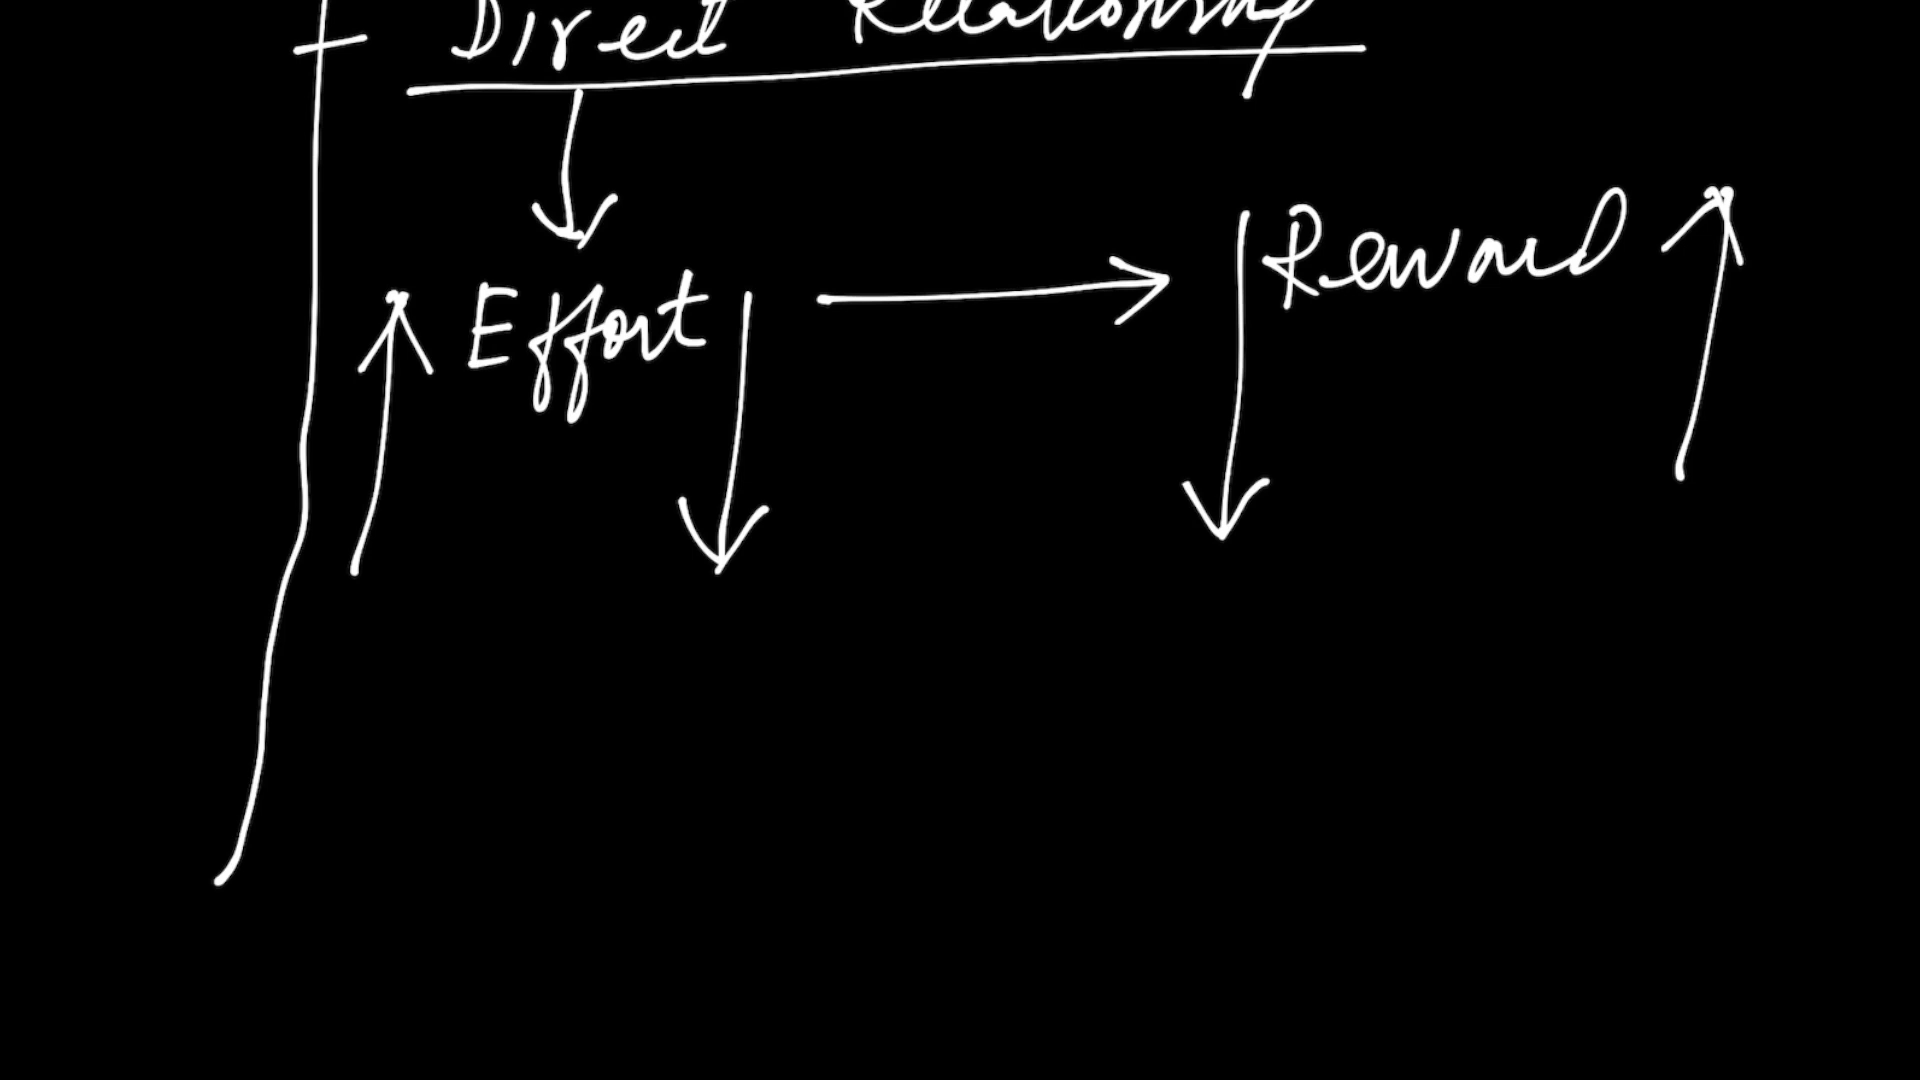 Direct Relationship
↑ Effort ↓ → ↓ Reward ↑